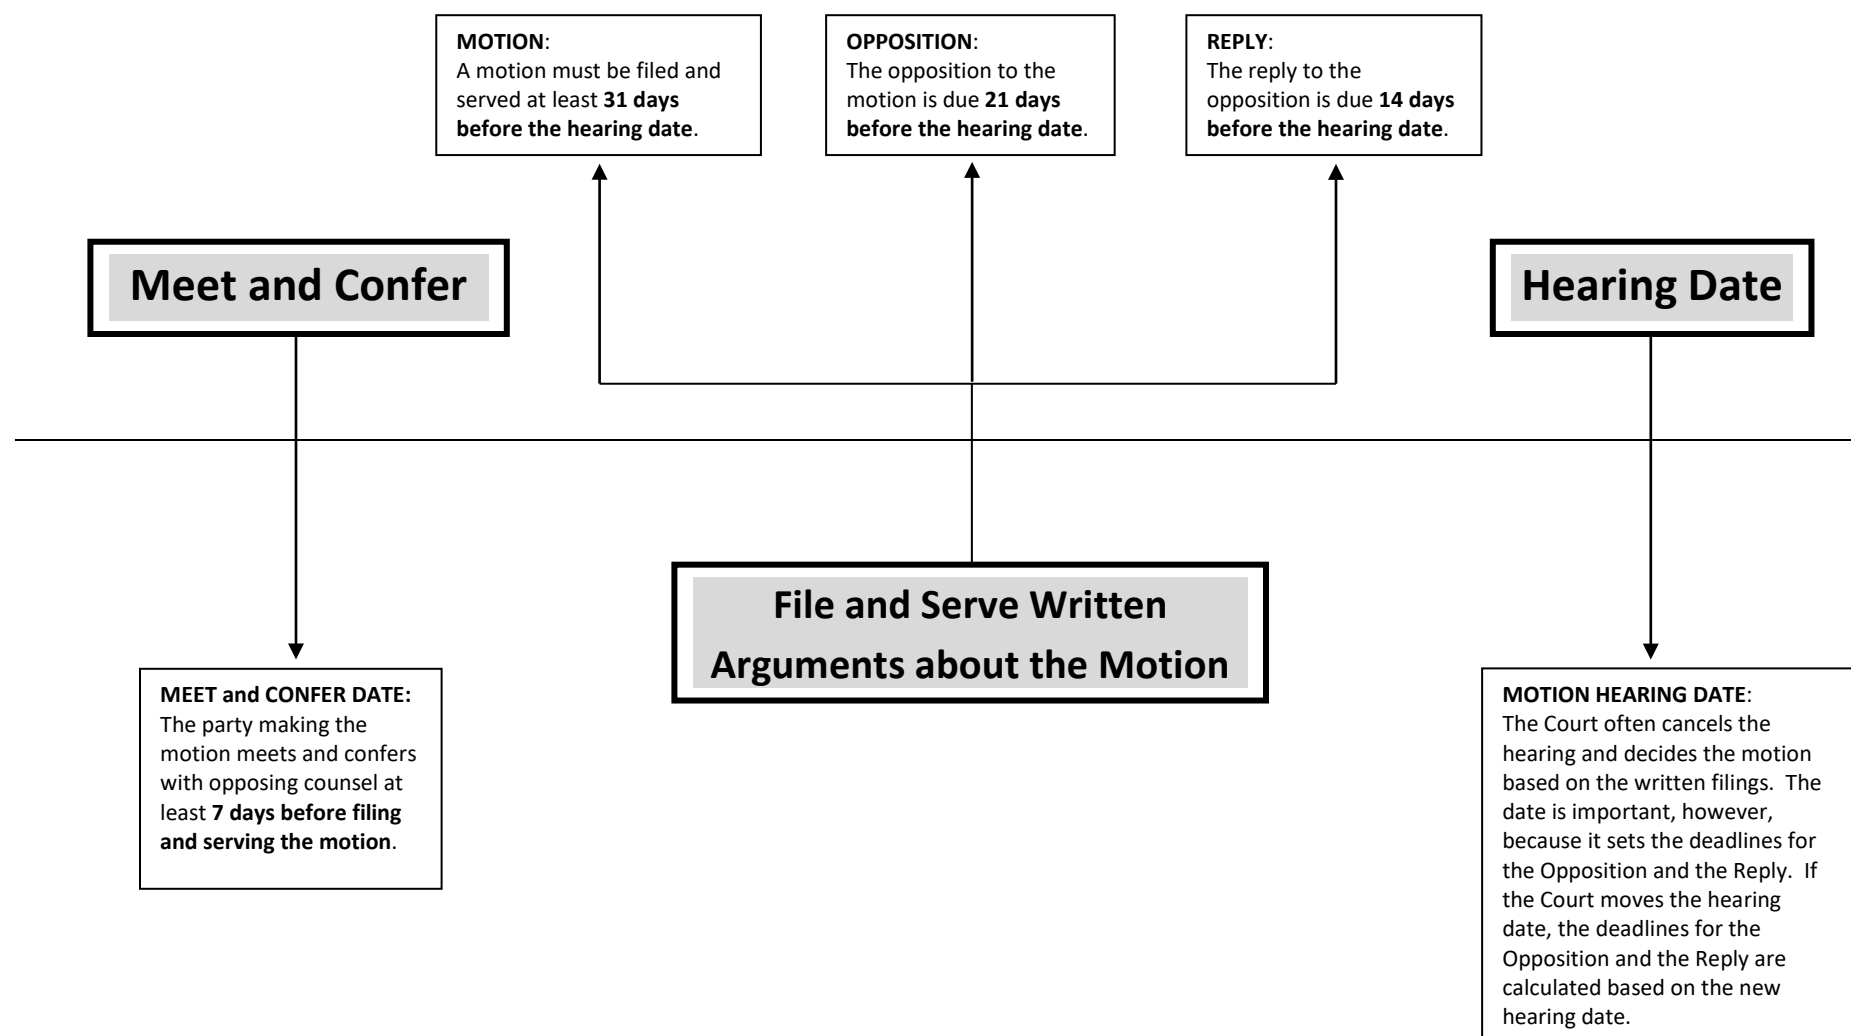 MOTION:
A motion must be filed and
served at least 31 days
before the hearing date.
OPPOSITION:
The opposition to the
motion is due 21 days
before the hearing date.
REPLY:
The reply to the
opposition is due 14 days
before the hearing date.
Meet and Confer
Hearing Date
File and Serve Written
Arguments about the Motion
MEET and CONFER DATE:
The party making the
motion meets and confers
with opposing counsel at
least 7 days before filing
and serving the motion.
MOTION HEARING DATE:
The Court often cancels the
hearing and decides the motion
based on the written filings.  The
date is important, however,
because it sets the deadlines for
the Opposition and the Reply.  If
the Court moves the hearing
date, the deadlines for the
Opposition and the Reply are
calculated based on the new
hearing date.